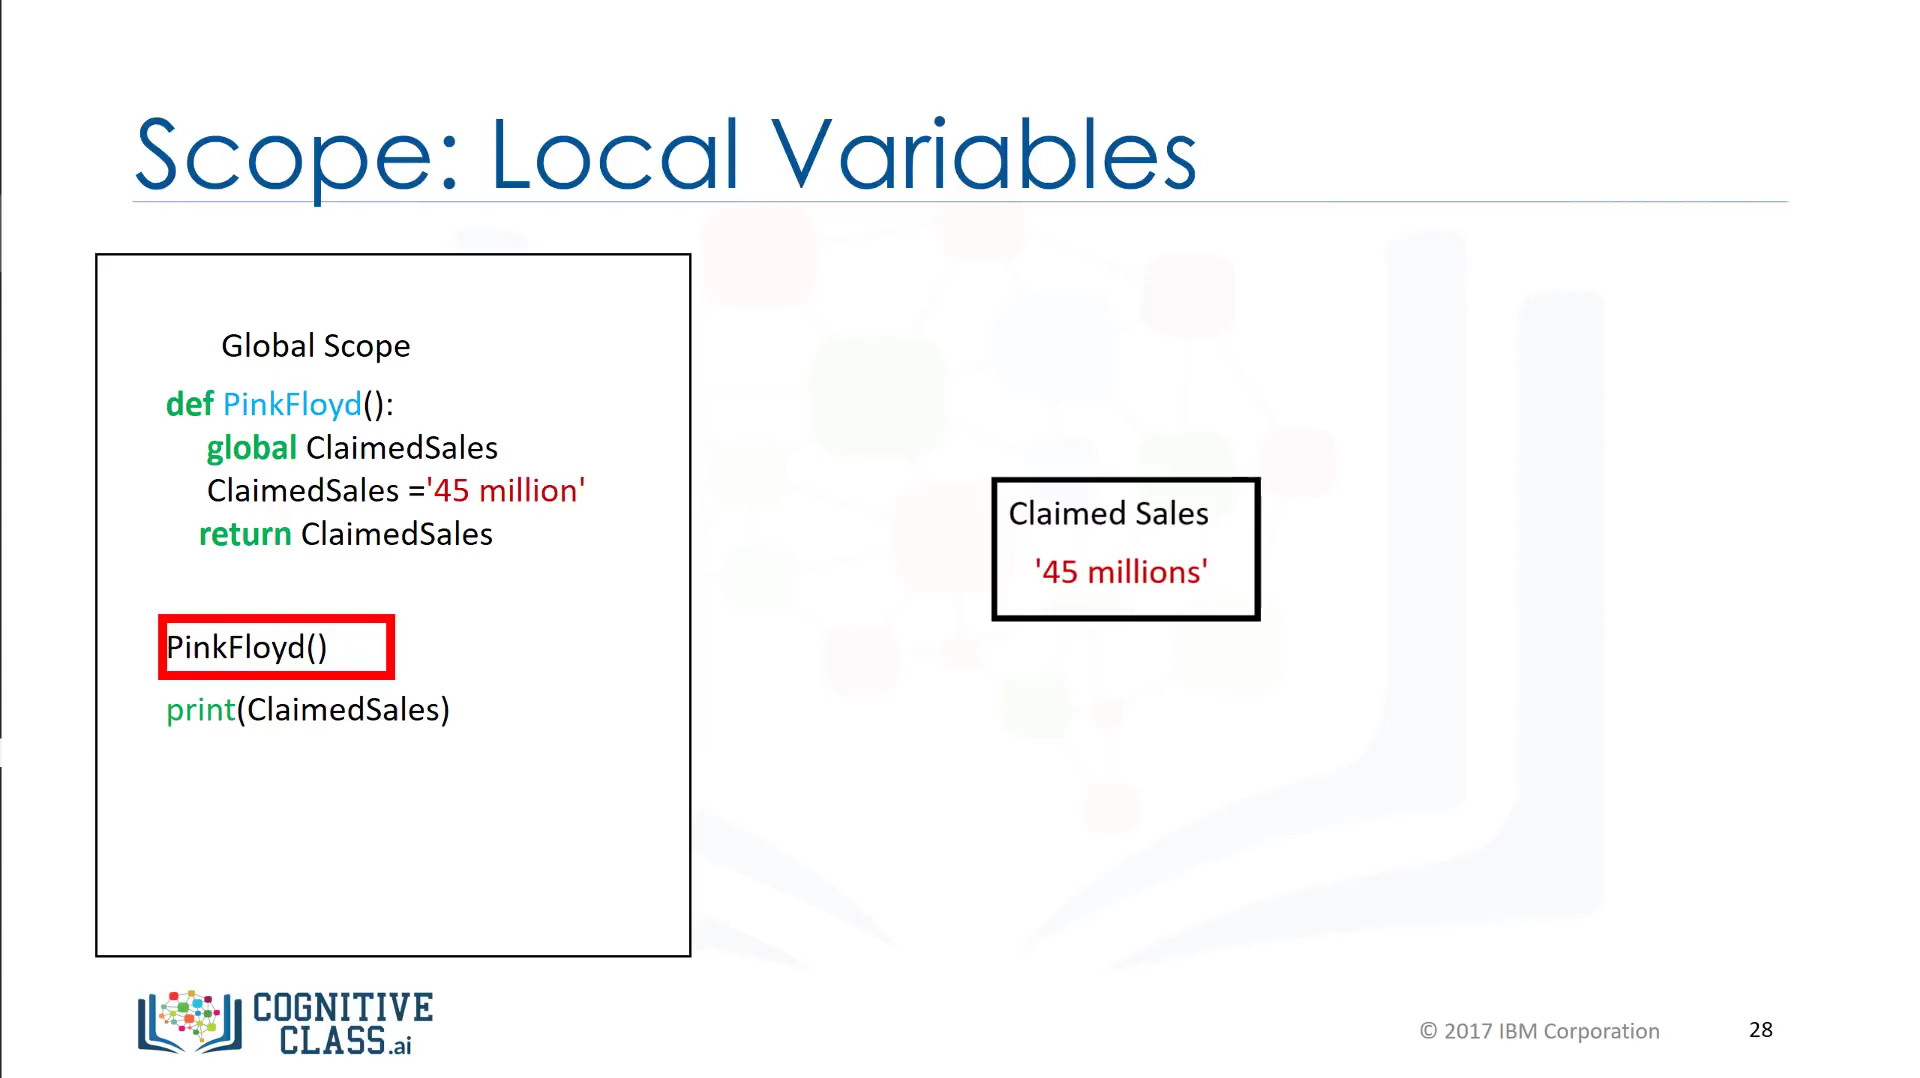 Scope: Local Variables
Global Scope
def PinkFloyd():
global ClaimedSales
ClaimedSales ='45 million'
return ClaimedSales
PinkFloyd()
print(ClaimedSales)
Claimed Sales
'45 millions'
COGNITIVE
CLASS.ai
© 2017 IBM Corporation
28